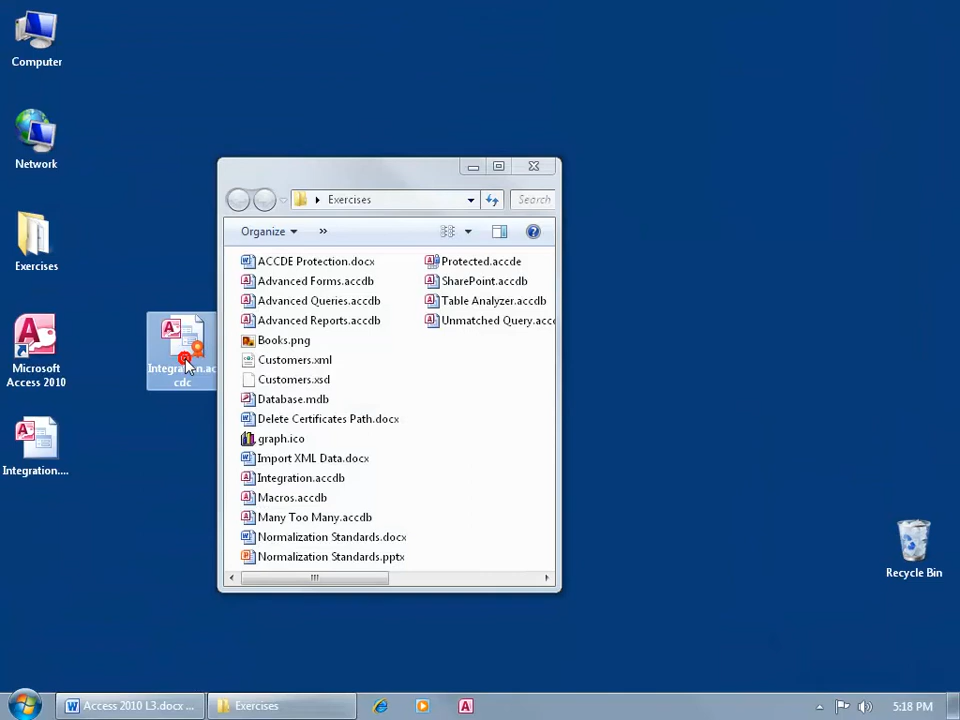 Computer
Network
Exercises
Microsoft
Access 2010
Integration....
cdc
Exercises
Search
Organize
»
ACCDE Protection.docx
Advanced Forms.accdb
Advanced Queries.accdb
Advanced Reports.accdb
Books.png
Customers.xml
Customers.xsd
Database.mdb
Delete Certificates Path.docx
graph.ico
Import XML Data.docx
Integration.accdb
Macros.accdb
Many Too Many.accdb
Normalization Standards.docx
Normalization Standards.pptx
Protected.accde
SharePoint.accdb
Table Analyzer.accdb
Unmatched Query.accd
Recycle Bin
Access 2010 L3.docx ...
Exercises
5:18 PM